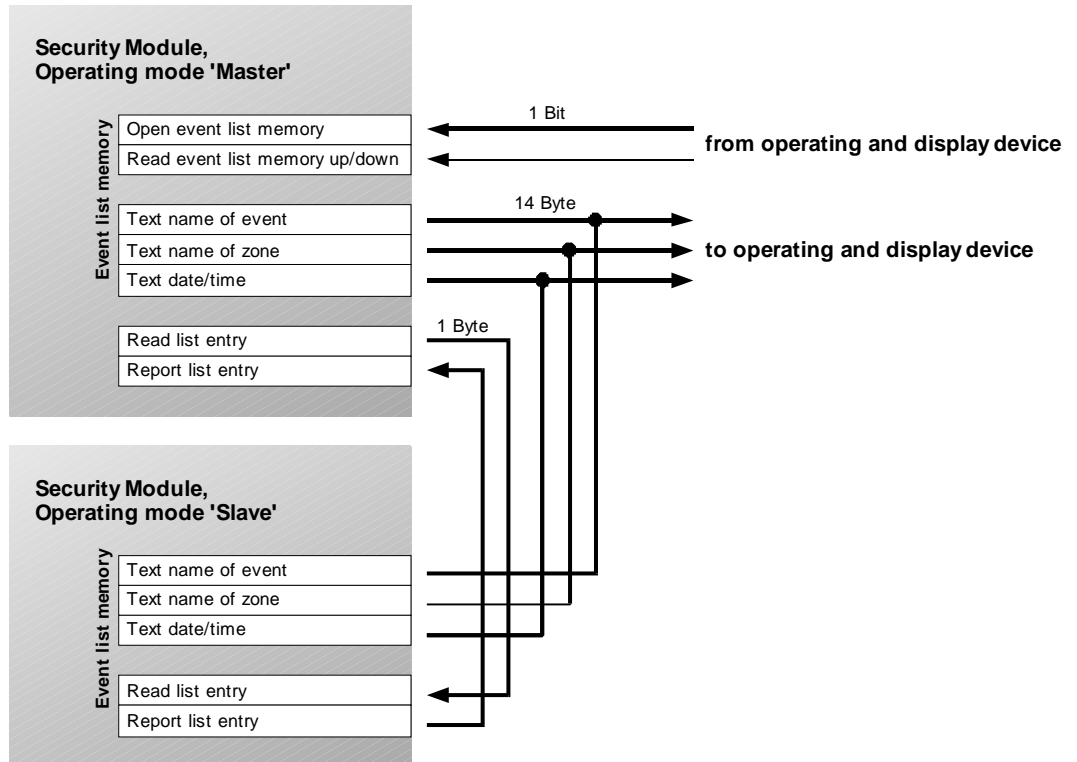 Security Module,
Operating mode 'Master'
Event list memory
Open event list memory
Read event list memory up/down
Text name of event
Text name of zone
Text date/time
Read list entry
Report list entry
1 Bit
from operating and display device
14 Byte
to operating and display device
1 Byte
Security Module,
Operating mode 'Slave'
Event list memory
Text name of event
Text name of zone
Text date/time
Read list entry
Report list entry